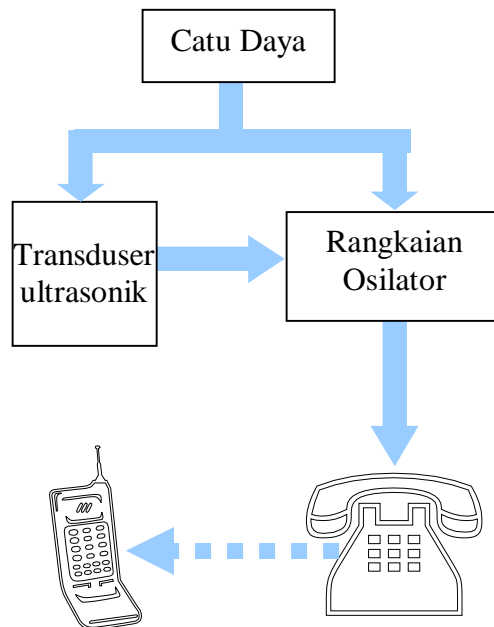 Catu Daya
Transduser
ultrasonik
Rangkaian
Osilator